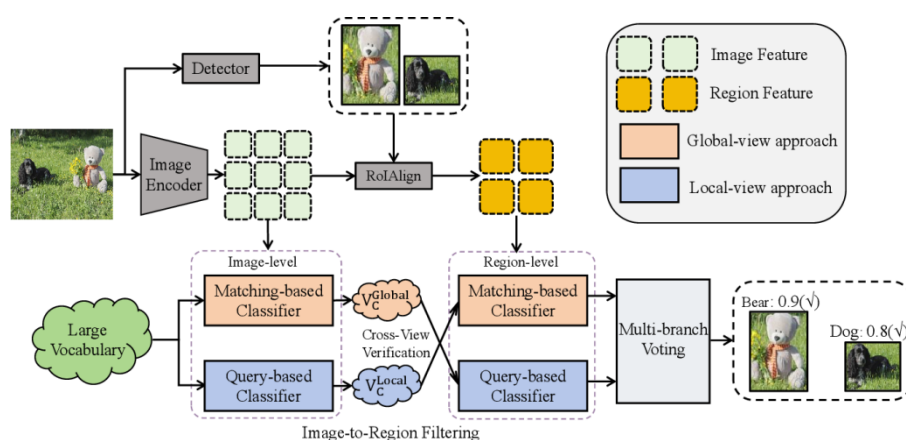 Detector
Image
Encoder
RoIAlign
Image Feature
Region Feature
Global-view approach
Local-view approach
Large
Vocabulary
Image-level
Matching-based
Classifier
Query-based
Classifier
V_C^Global
Cross-View
Verification
V_C^Local
Region-level
Matching-based
Classifier
Query-based
Classifier
Multi-branch
Voting
Bear: 0.9(√)
Dog: 0.8(√)
Image-to-Region Filtering